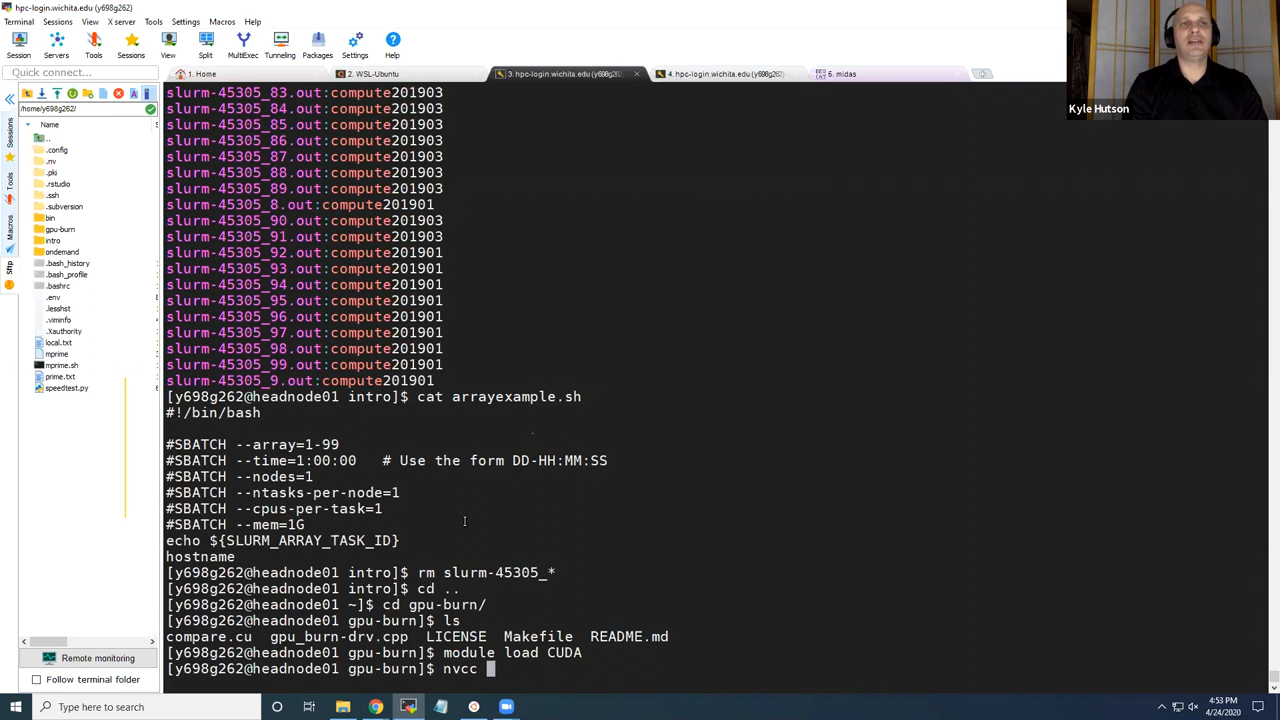 hpc-login.wichita.edu (y698g262)
Terminal Sessions View X server Tools Settings Macros Help
Session Servers Tools Sessions View Split MultiExec Tunneling Packages Settings Help
Quick connect...
1. Home
2. WSL-Ubuntu
3. hpc-login.wichita.edu (y698g262
4. hpc-login.wichita.edu (y698g262)
5. midas
Kyle Hutson
/home/y698g262/
Name
..
.config
.nv
.pki
.rstudio
.ssh
.subversion
bin
gpu-burn
intro
ondemand
.bash_history
.bash_profile
.bashrc
.env
.lesshst
.viminfo
.Xauthority
local.txt
mprime
mprime.sh
prime.txt
speedtest.py
Sessions
Tools
Macros
Sftp
slurm-45305_83.out:compute201903
slurm-45305_84.out:compute201903
slurm-45305_85.out:compute201903
slurm-45305_86.out:compute201903
slurm-45305_87.out:compute201903
slurm-45305_88.out:compute201903
slurm-45305_89.out:compute201903
slurm-45305_8.out:compute201901
slurm-45305_90.out:compute201903
slurm-45305_91.out:compute201903
slurm-45305_92.out:compute201901
slurm-45305_93.out:compute201901
slurm-45305_94.out:compute201901
slurm-45305_95.out:compute201901
slurm-45305_96.out:compute201901
slurm-45305_97.out:compute201901
slurm-45305_98.out:compute201901
slurm-45305_99.out:compute201901
slurm-45305_9.out:compute201901
[y698g262@headnode01 intro]$ cat arrayexample.sh
#!/bin/bash
#SBATCH --array=1-99
#SBATCH --time=1:00:00 # Use the form DD-HH:MM:SS
#SBATCH --nodes=1
#SBATCH --ntasks-per-node=1
#SBATCH --cpus-per-task=1
#SBATCH --mem=1G
echo ${SLURM_ARRAY_TASK_ID}
hostname
[y698g262@headnode01 intro]$ rm slurm-45305_*
[y698g262@headnode01 intro]$ cd ..
[y698g262@headnode01 ~]$ cd gpu-burn/
[y698g262@headnode01 gpu-burn]$ ls
compare.cu gpu_burn-drv.cpp LICENSE Makefile README.md
[y698g262@headnode01 gpu-burn]$ module load CUDA
[y698g262@headnode01 gpu-burn]$ nvcc
Remote monitoring
Follow terminal folder
Type here to search
4:53 PM
4/24/2020